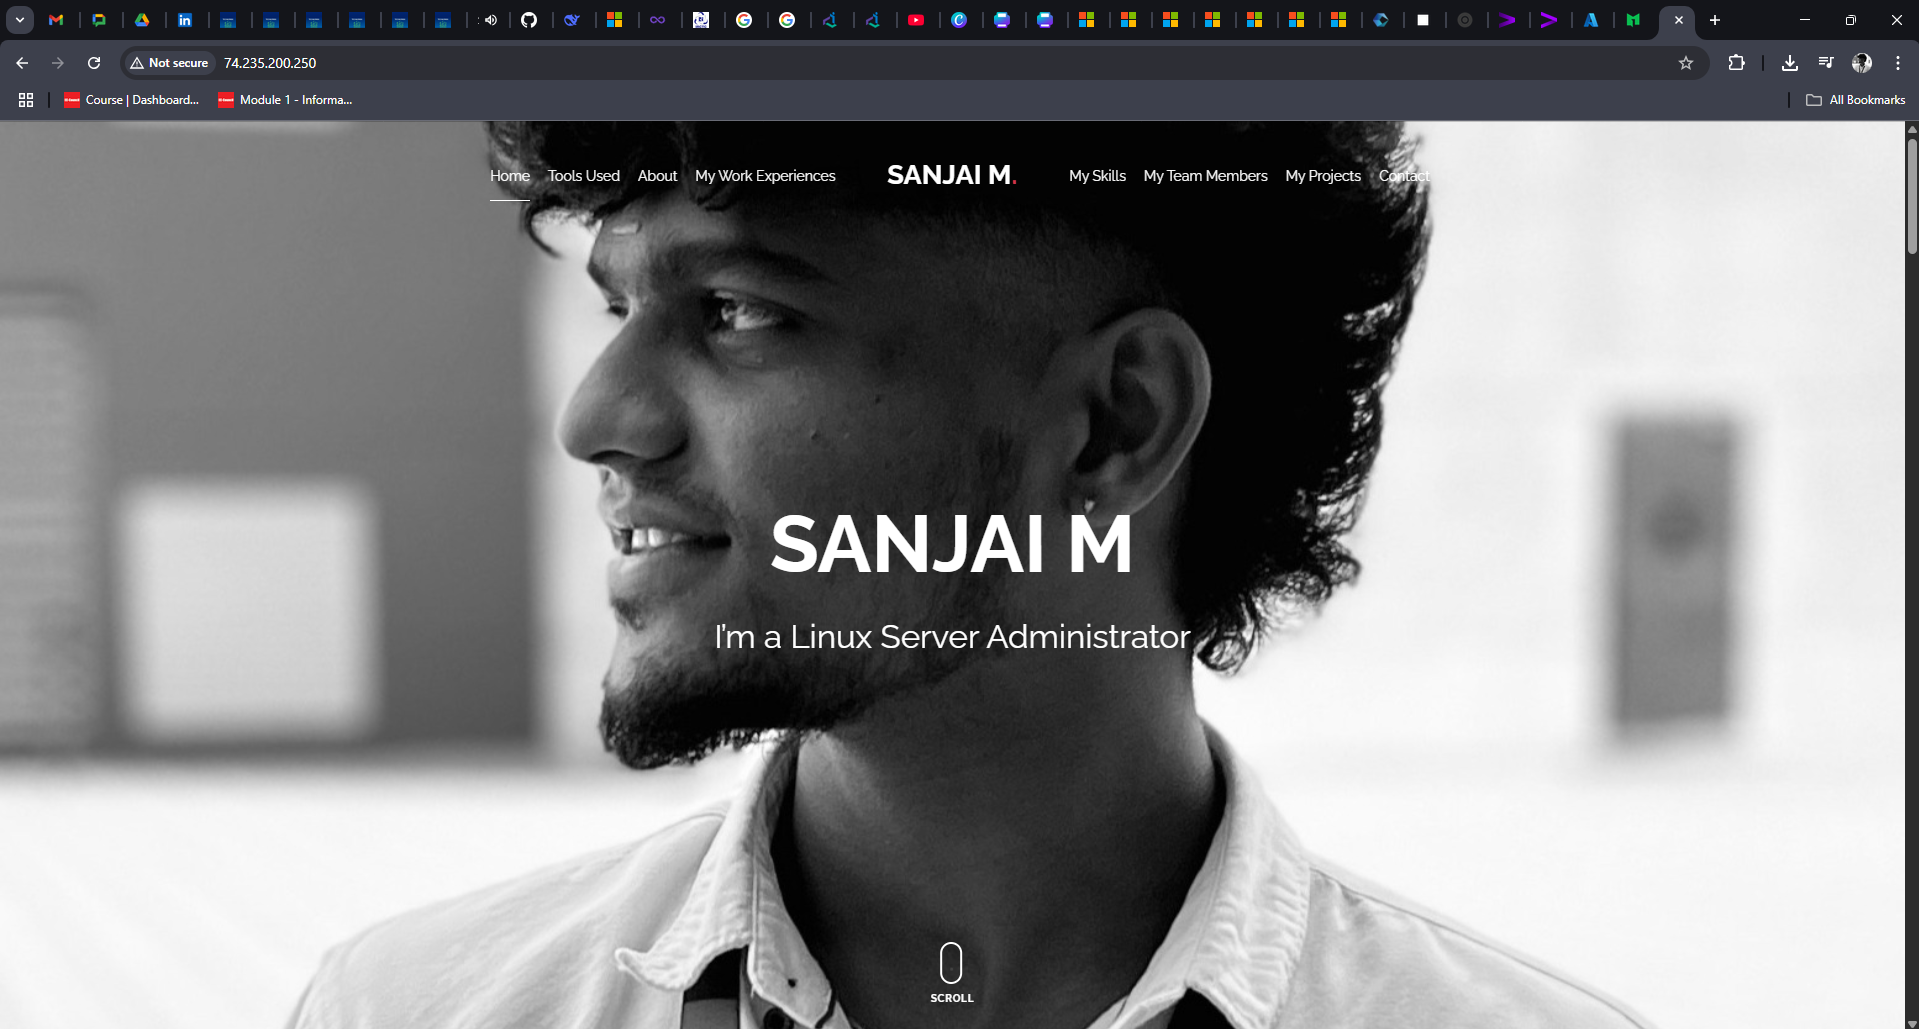 Not secure 74.235.200.250
Course | Dashboard... Module 1 - Informa... All Bookmarks
Home Tools Used About My Work Experiences SANJAI M. My Skills My Team Members My Projects Contact
SANJAI M
I'm a Linux Server Administrator
SCROLL